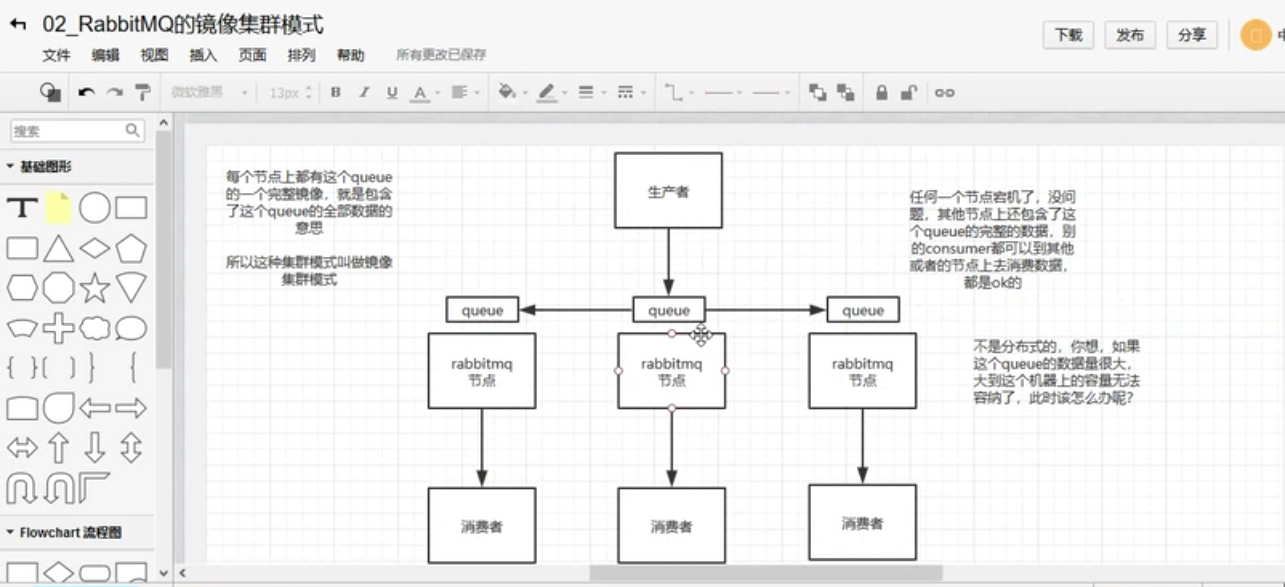 02_RabbitMQ的镜像集群模式
文件 编辑 视图 插入 页面 排列 帮助 所有更改已保存
下载 发布 分享
微软雅黑 13px B I U A
搜索
基础图形
T
每个节点上都有这个queue
的一个完整镜像，就是包含
了这个queue的全部数据的
意思
所以这种集群模式叫做镜像
集群模式
生产者
任何一个节点宕机了，没问
题，其他节点上还包含了这
个queue的完整的数据，别
的consumer都可以到其他
或者的节点上去消费数据，
都是ok的
queue queue queue
rabbitmq rabbitmq rabbitmq
节点 节点 节点
不是分布式的，你想，如果
这个queue的数据量很大，
大到这个机器上的容量无法
容纳了，此时该怎么办呢？
消费者 消费者 消费者
Flowchart 流程图